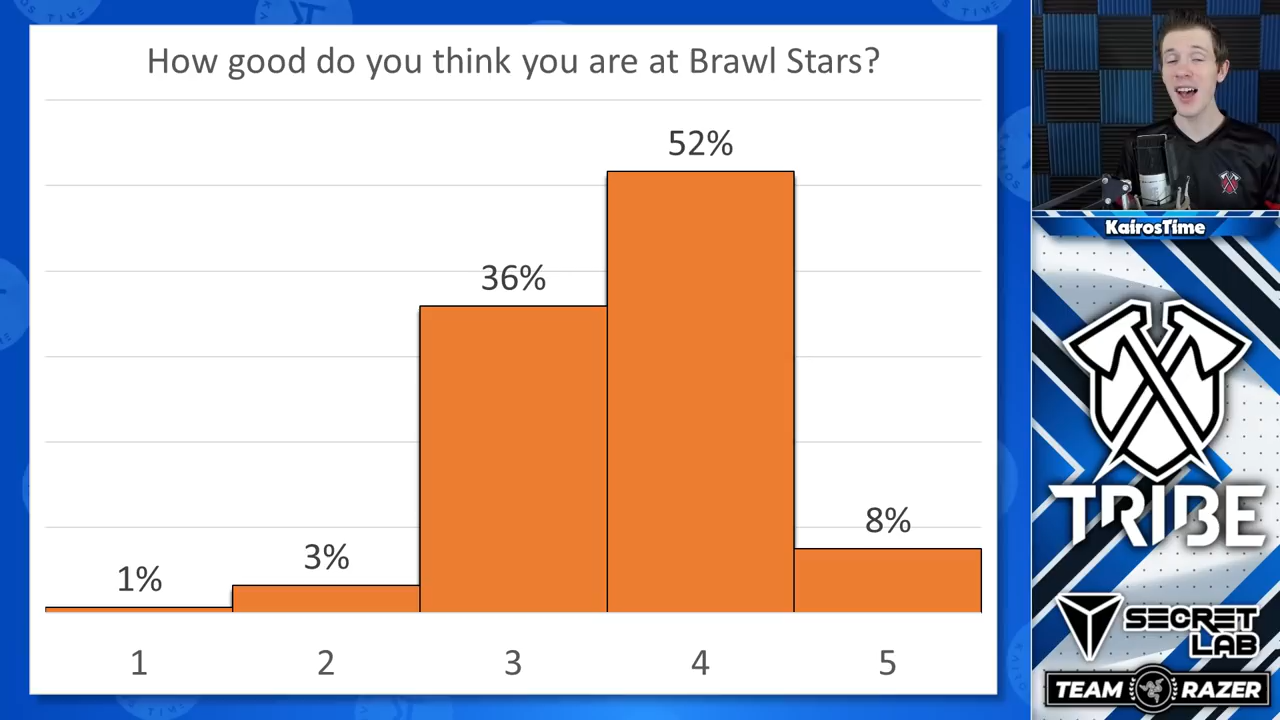 How good do you think you are at Brawl Stars?
52%
36%
8%
3%
1%
1 2 3 4 5
KairosTime
TRIBE
SECRET
LAB
TEAM RAZER